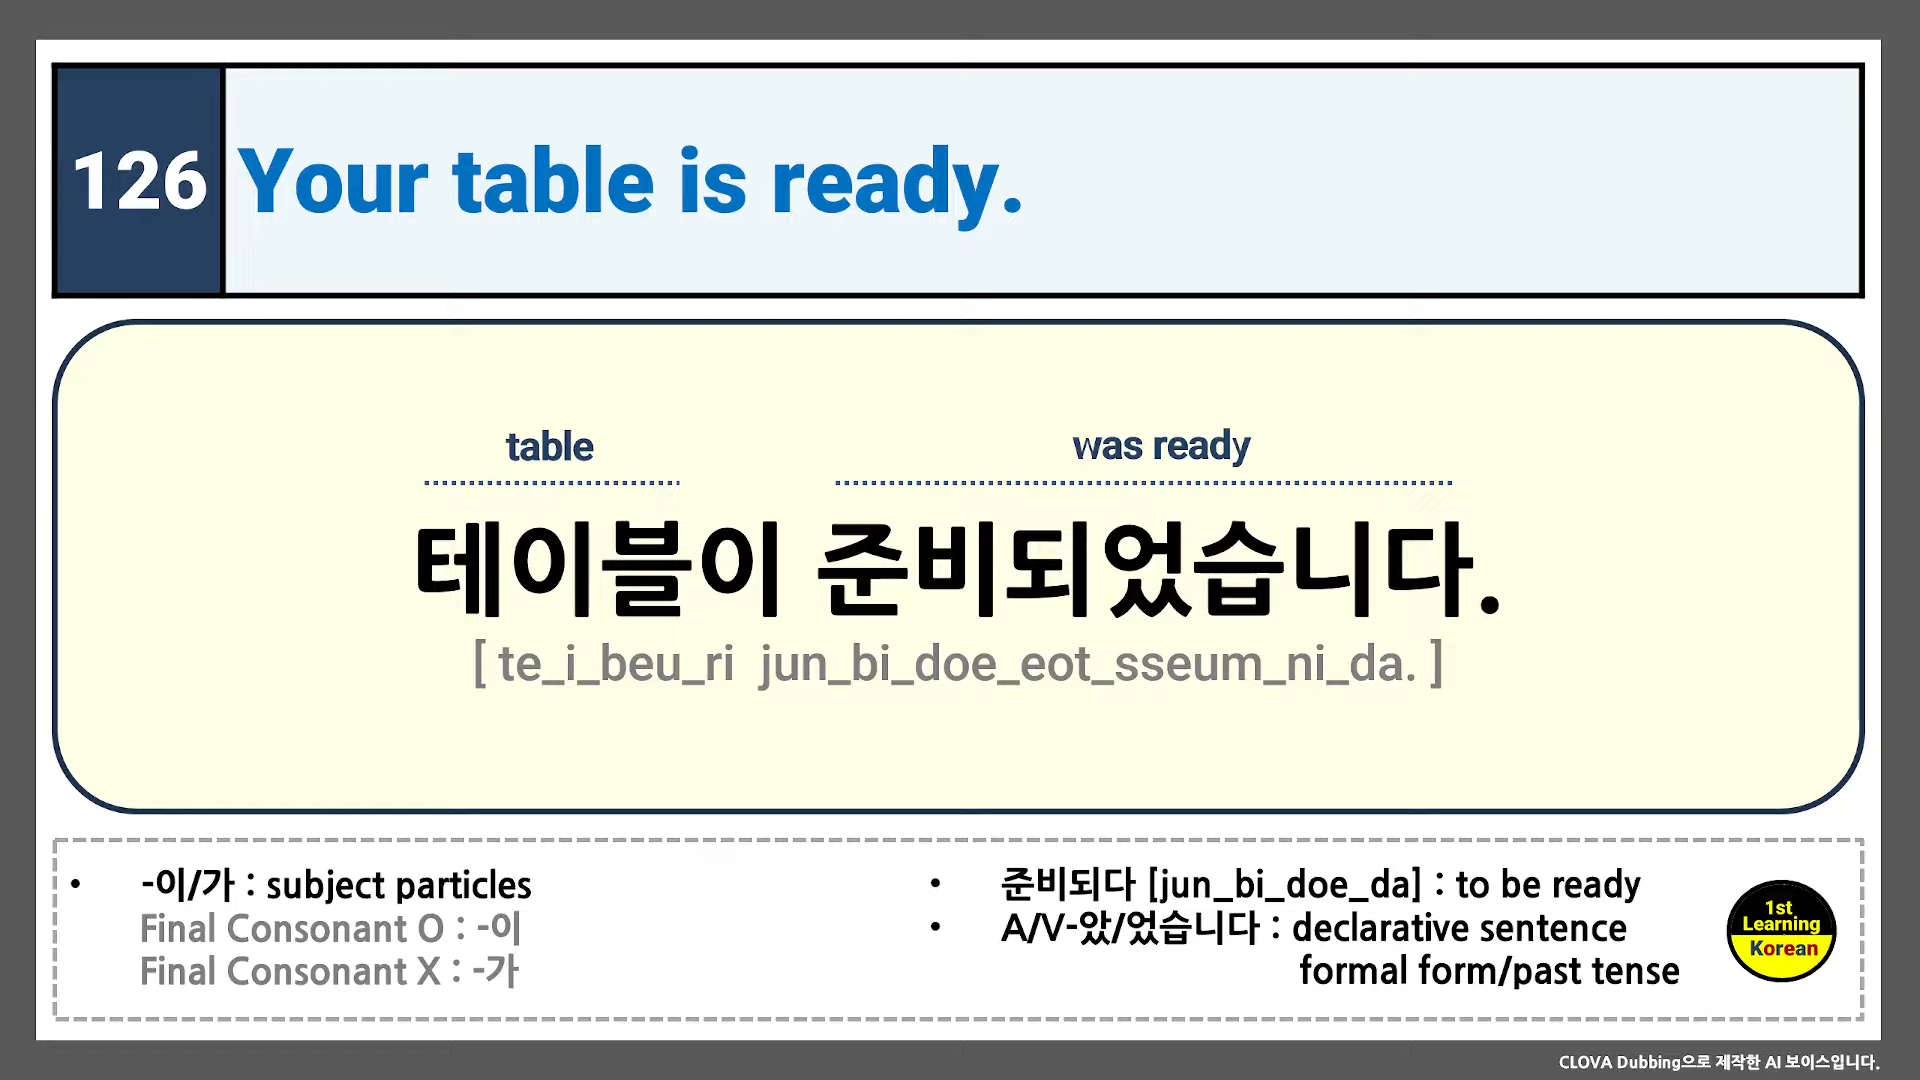 126
Your table is ready.
table
was ready
테이블이 준비되었습니다.
[ te_i_beu_ri jun_bi_doe_eot_sseum_ni_da. ]
• -이/가 : subject particles
Final Consonant O : -이
Final Consonant X : -가
• 준비되다 [jun_bi_doe_da] : to be ready
• A/V-았/었습니다 : declarative sentence
formal form/past tense
1st
Learning
Korean
CLOVA Dubbing으로 제작한 AI 보이스입니다.